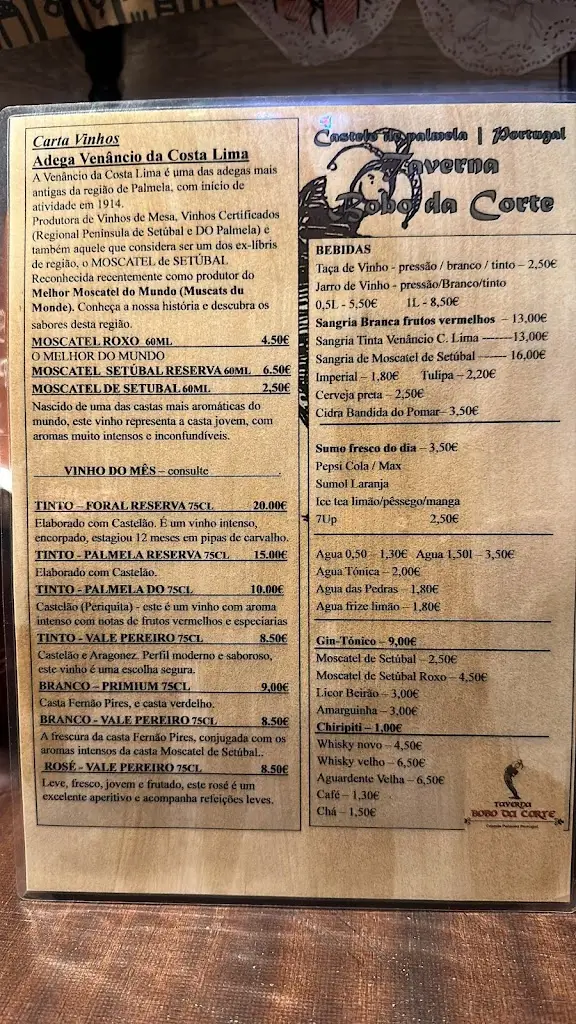 Carta Vinhos
Adega Venâncio da Costa Lima
A Venâncio da Costa Lima é uma das adegas mais
antigas da região de Palmela, com início de
atividade em 1914.
Produtora de Vinhos de Mesa, Vinhos Certificados
(Regional Península de Setúbal e DO Palmela) e
também aquele que considera ser um dos ex-líbris
de região, o MOSCATEL de SETÚBAL
Reconhecida recentemente como produtor do
Melhor Moscatel do Mundo (Muscats du
Monde). Conheça a nossa história e descubra os
sabores desta região.
MOSCATEL ROXO 60ML 4.50€
O MELHOR DO MUNDO
MOSCATEL SETÚBAL RESERVA 60ML 6.50€
MOSCATEL DE SETUBAL 60ML 2,50€
Nascido de uma das castas mais aromáticas do
mundo, este vinho representa a casta jovem, com
aromas muito intensos e inconfundíveis.
VINHO DO MÊS – consulte
TINTO – FORAL RESERVA 75CL 20.00€
Elaborado com Castelão. É um vinho intenso,
encorpado, estagiou 12 meses em pipas de carvalho.
TINTO - PALMELA RESERVA 75CL 15.00€
Elaborado com Castelão.
TINTO - PALMELA DO 75CL 10.00€
Castelão (Periquita) - este é um vinho com aroma
intenso com notas de frutos vermelhos e especiarias
TINTO - VALE PEREIRO 75CL 8.50€
Castelão e Aragonez. Perfil moderno e saboroso,
este vinho é uma escolha segura.
BRANCO – PRIMIUM 75CL 9,00€
Casta Fernão Pires, e casta verdelho.
BRANCO - VALE PEREIRO 75CL 8.50€
A frescura da casta Fernão Pires, conjugada com os
aromas intensos da casta Moscatel de Setúbal..
ROSÉ - VALE PEREIRO 75CL 8.50€
Leve, fresco, jovem e frutado, este rosé é um
excelente aperitivo e acompanha refeições leves.
Castelo de palmela | Portugal
Taverna
Bobo da Corte
BEBIDAS
Taça de Vinho - pressão / branco / tinto – 2,50€
Jarro de Vinho - pressão/Branco/tinto
0,5L - 5,50€ 1L - 8,50€
Sangria Branca frutos vermelhos – 13,00€
Sangria Tinta Venâncio C. Lima -------13,00€
Sangria de Moscatel de Setúbal ------- 16,00€
Imperial – 1,80€ Tulipa – 2,20€
Cerveja preta – 2,50€
Cidra Bandida do Pomar– 3,50€
Sumo fresco do dia – 3,50€
Pepsi Cola / Max
Sumol Laranja
Ice tea limão/pêssego/manga
7Up 2,50€
Agua 0,50 – 1,30€ Agua 1,50l – 3,50€
Agua Tónica – 2,00€
Agua das Pedras – 1,80€
Agua frize limão – 1,80€
Gin-Tónico – 9,00€
Moscatel de Setúbal – 2,50€
Moscatel de Setúbal Roxo – 4,50€
Licor Beirão – 3,00€
Amarguinha – 3,00€
Chiripiti – 1,00€
Whisky novo – 4,50€
Whisky velho – 6,50€
Aguardente Velha – 6,50€
Café – 1,30€
Chá – 1,50€
TAVERNA
BOBO DA CORTE